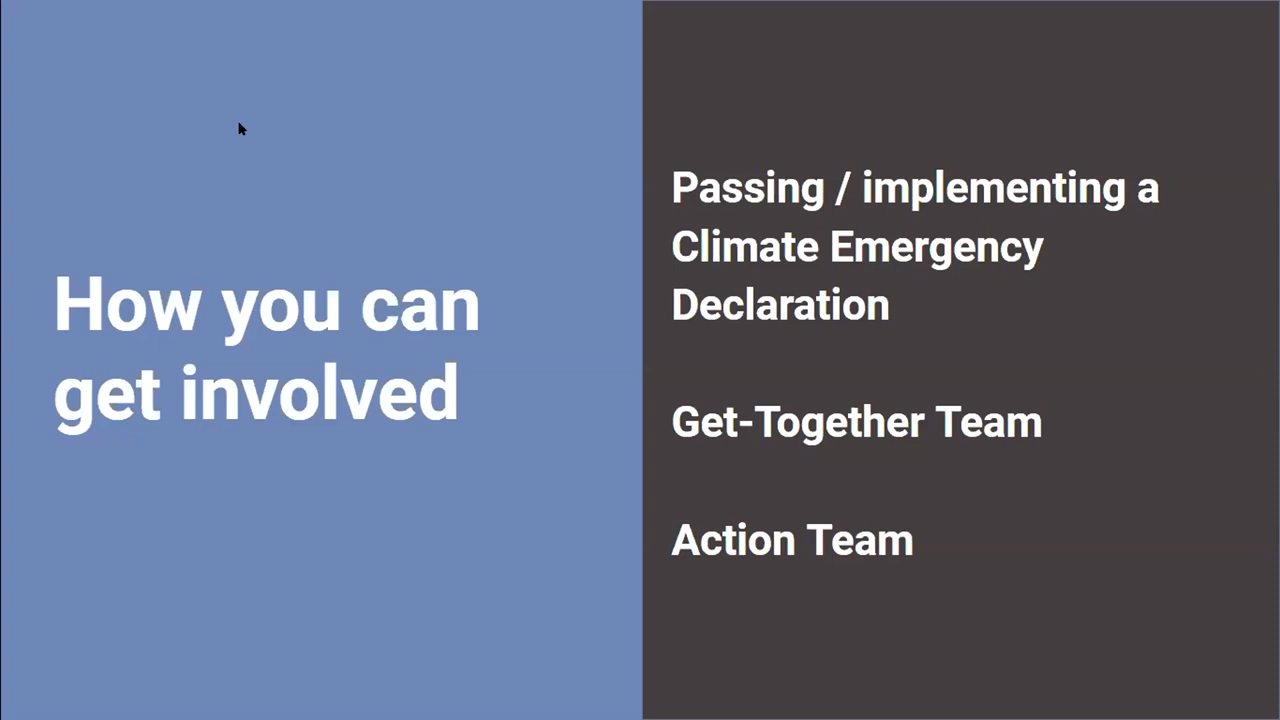 How you can
get involved
Passing / implementing a
Climate Emergency
Declaration
Get-Together Team
Action Team